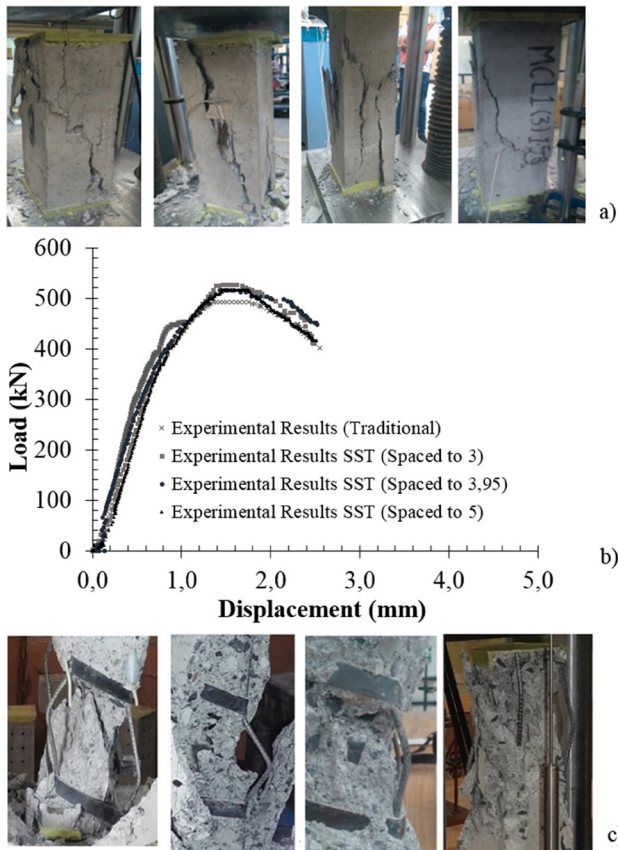 MCLI(3)I
a)
600
500
400
300
200
100
0
Load (kN)
× Experimental Results (Traditional)
■ Experimental Results SST (Spaced to 3)
● Experimental Results SST (Spaced to 3,95)
▲ Experimental Results SST (Spaced to 5)
b)
0,0 1,0 2,0 3,0 4,0 5,0
Displacement (mm)
c)